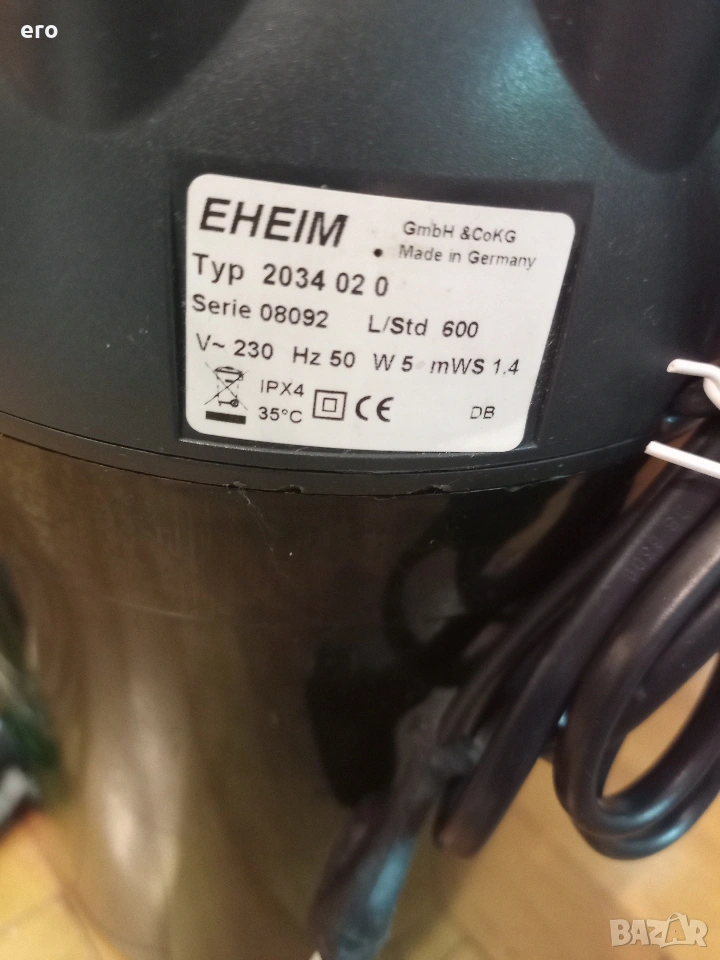 ero
EHEIM
GmbH &CoKG
Made in Germany
Typ 2034 02 0
Serie 08092 L/Std 600
V~ 230 Hz 50 W 5 mWS 1,4
IPX4
35°C
CE
DB
BAZAR